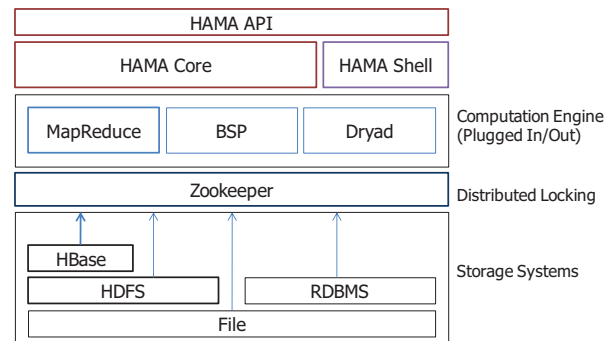 HAMA API
HAMA Core
HAMA Shell
MapReduce
BSP
Dryad
Computation Engine
(Plugged In/Out)
Zookeeper
Distributed Locking
HBase
HDFS
RDBMS
File
Storage Systems